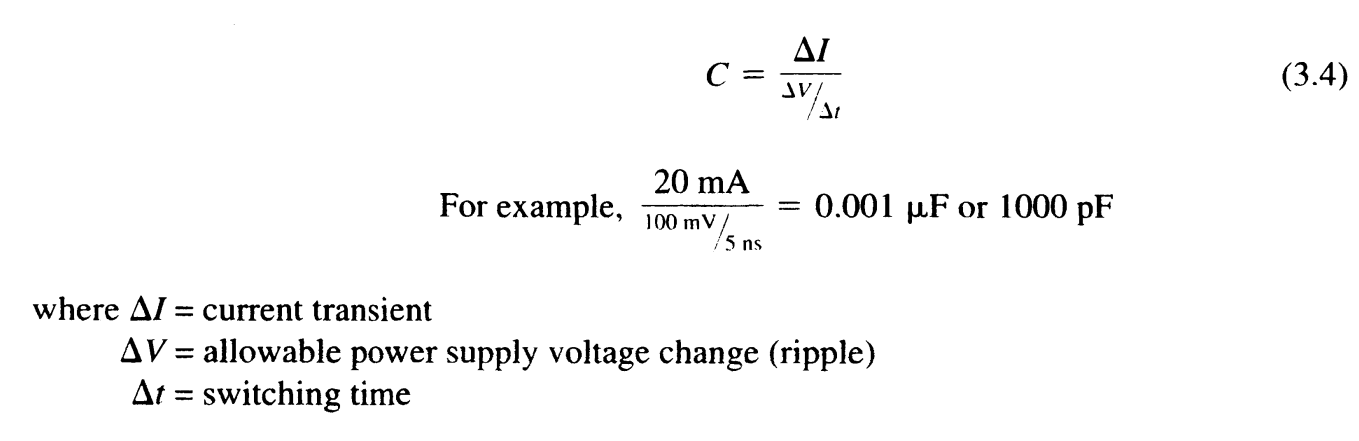 C = ΔI / ΔV/Δt (3.4)
For example, 20 mA / 100 mV/5 ns = 0.001 μF or 1000 pF
where ΔI = current transient
ΔV = allowable power supply voltage change (ripple)
Δt = switching time